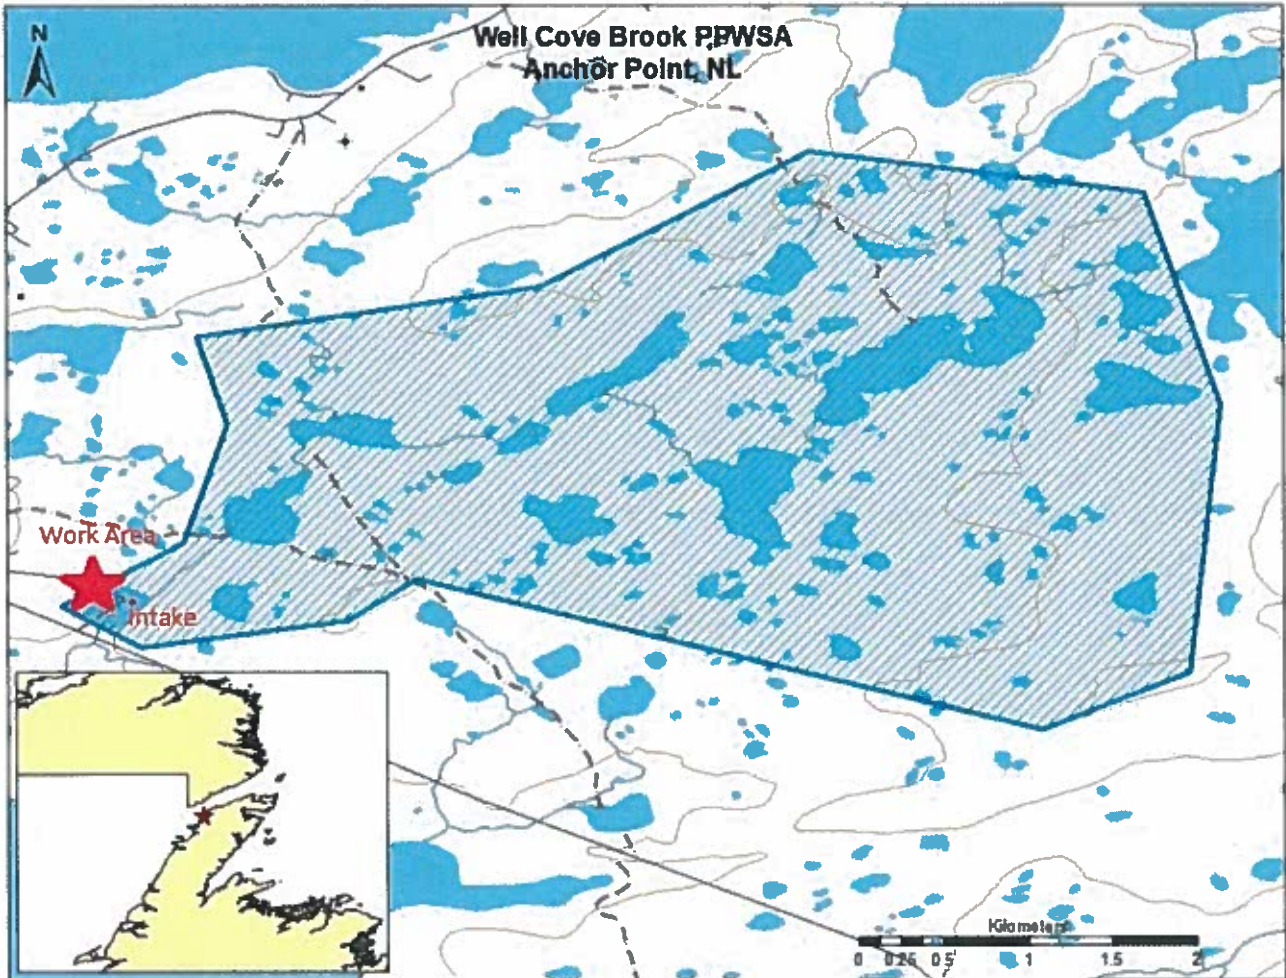 N
Well Cove Brook PPWSA
Anchor Point, NL
Work Area
Intake
Kilometers
0 0.25 0.5 1 1.5 2